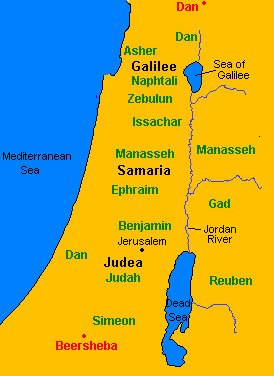 Dan
Dan
Asher
Galilee
Sea of
Galilee
Naphtali
Zebulun
Issachar
Manasseh
Manasseh
Mediterranean
Sea
Samaria
Ephraim
Gad
Benjamin
Jordan
River
Jerusalem
Dan
Judea
Judah
Reuben
Dead
Sea
Simeon
Beersheba